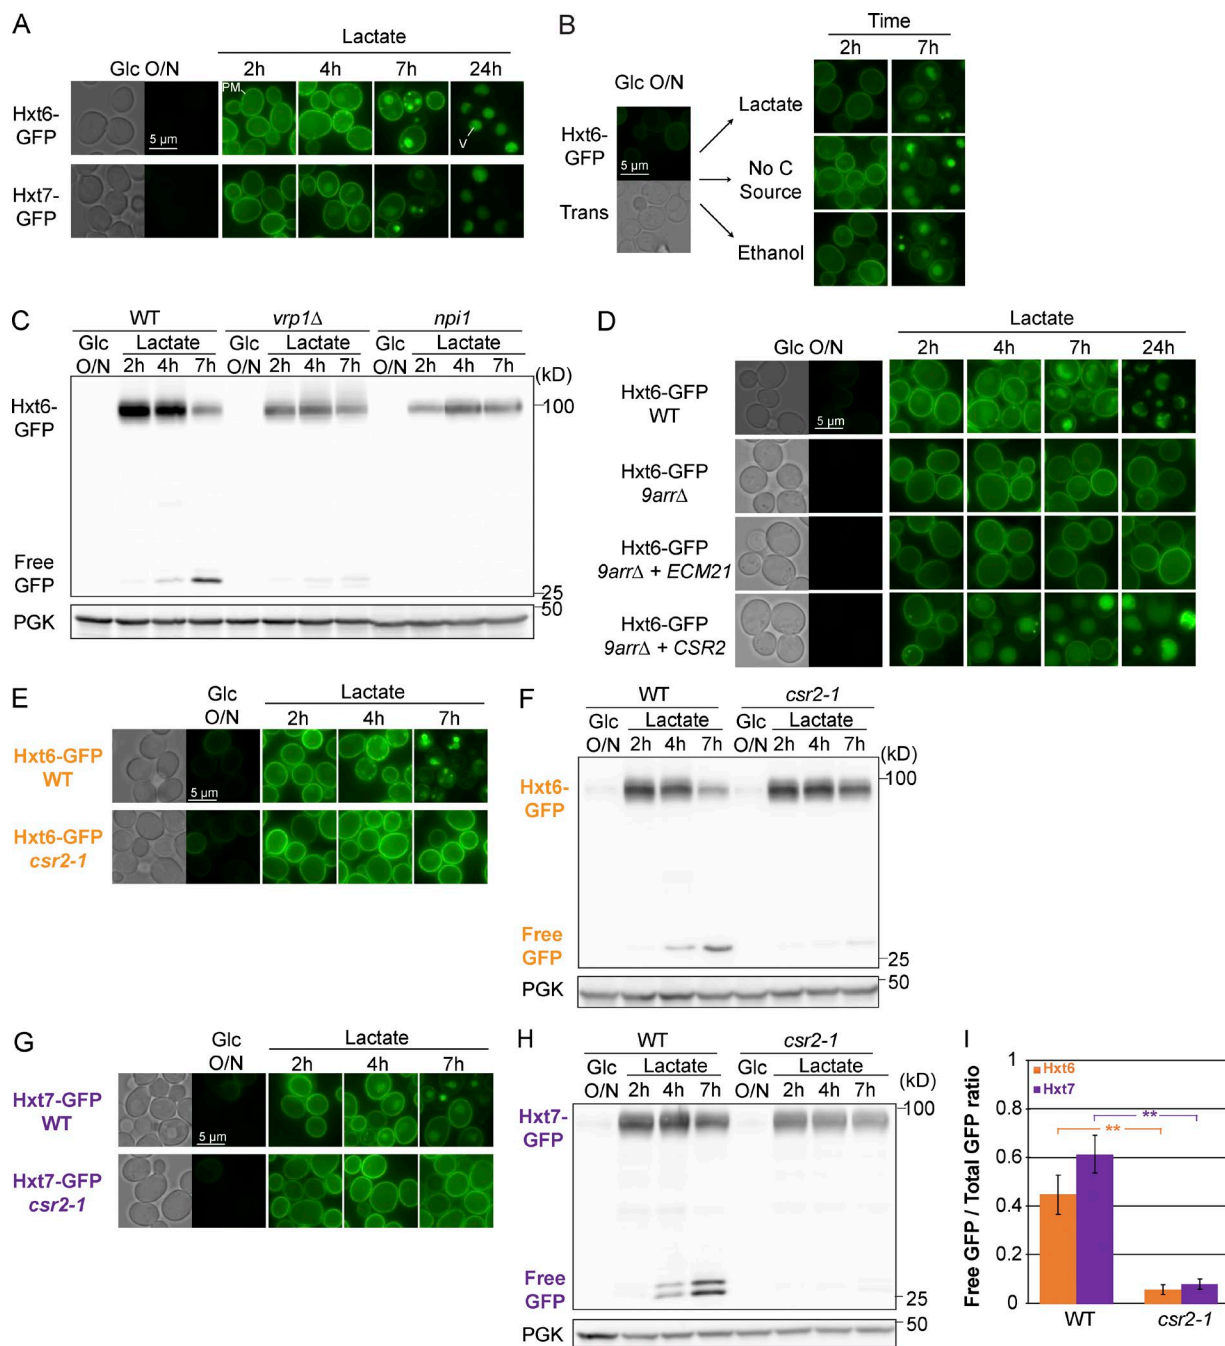 A
Lactate
Glc O/N 2h 4h 7h 24h
Hxt6-
GFP
PM
5 µm
V
Hxt7-
GFP
B
Time
2h 7h
Glc O/N
Hxt6-
GFP
5 µm
Trans
Lactate
No C
Source
Ethanol
C
WT vrp1Δ npi1
Glc Lactate Glc Lactate Glc Lactate
O/N 2h 4h 7h O/N 2h 4h 7h O/N 2h 4h 7h
(kD)
Hxt6-
GFP
100
Free
GFP
25
50
PGK
D
Lactate
Glc O/N 2h 4h 7h 24h
Hxt6-GFP
WT
5 µm
Hxt6-GFP
9arrΔ
Hxt6-GFP
9arrΔ + ECM21
Hxt6-GFP
9arrΔ + CSR2
E
Glc
O/N
Lactate
2h 4h 7h
Hxt6-GFP
WT
5 µm
Hxt6-GFP
csr2-1
F
WT csr2-1
Glc Lactate Glc Lactate
O/N 2h 4h 7h O/N 2h 4h 7h
(kD)
Hxt6-
GFP
100
Free
GFP
25
50
PGK
G
Glc
O/N
Lactate
2h 4h 7h
Hxt7-GFP
WT
5 µm
Hxt7-GFP
csr2-1
H
WT csr2-1
Glc Lactate Glc Lactate
O/N 2h 4h 7h O/N 2h 4h 7h
(kD)
Hxt7-
GFP
100
Free
GFP
25
50
PGK
I
Free GFP / Total GFP ratio
1
0.8
0.6
0.4
0.2
0
Hxt6
Hxt7
**
**
WT csr2-1